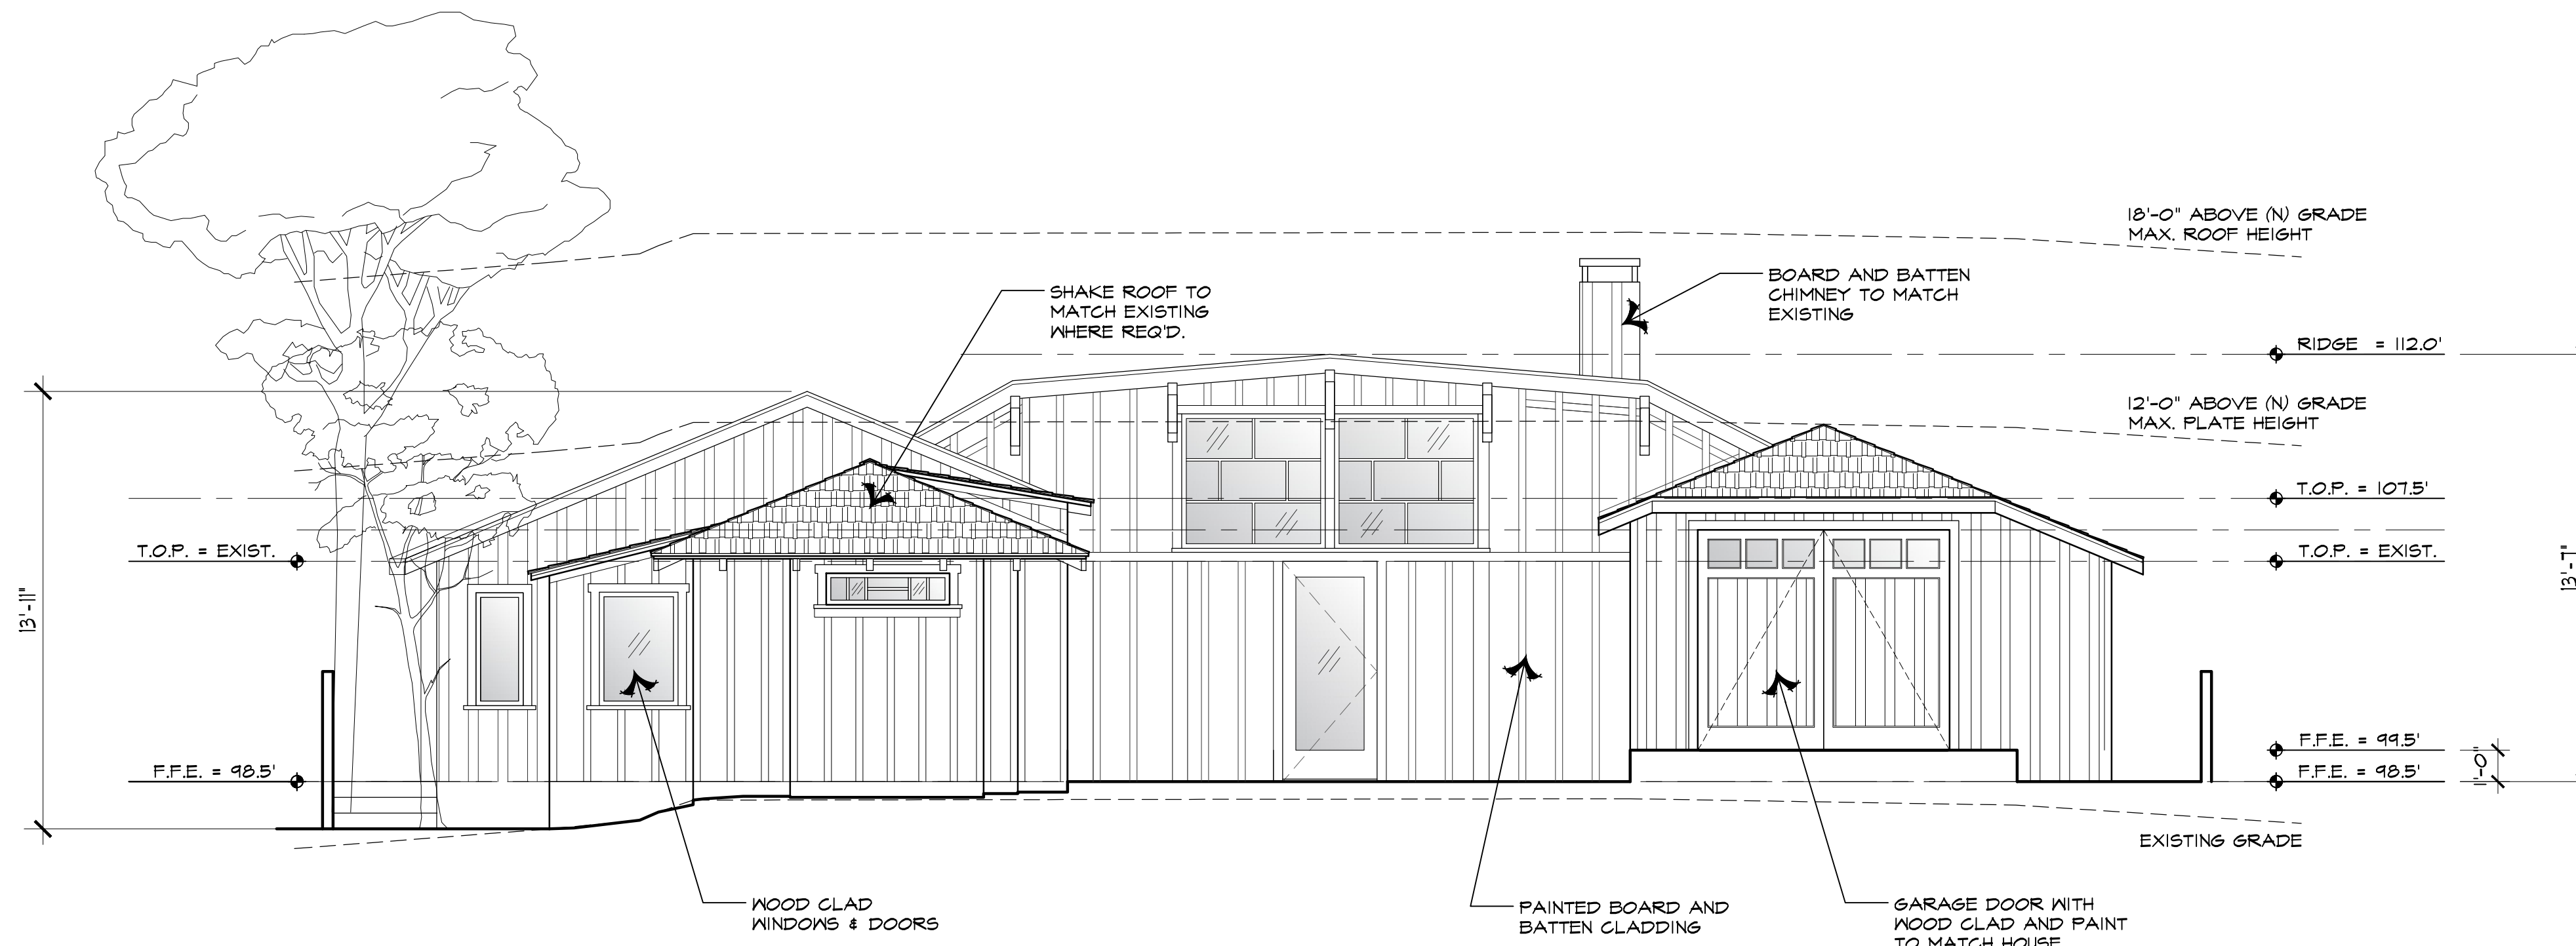 18'-0" ABOVE (N) GRADE
MAX. ROOF HEIGHT
BOARD AND BATTEN
CHIMNEY TO MATCH
EXISTING
SHAKE ROOF TO
MATCH EXISTING
WHERE REQ'D.
RIDGE = 112.0'
12'-0" ABOVE (N) GRADE
MAX. PLATE HEIGHT
T.O.P. = 107.5'
T.O.P. = EXIST.
T.O.P. = EXIST.
13'-11"
13'-7"
F.F.E. = 99.5'
F.F.E. = 98.5'
F.F.E. = 98.5'
1'-0"
EXISTING GRADE
WOOD CLAD
WINDOWS & DOORS
PAINTED BOARD AND
BATTEN CLADDING
GARAGE DOOR WITH
WOOD CLAD AND PAINT
TO MATCH HOUSE